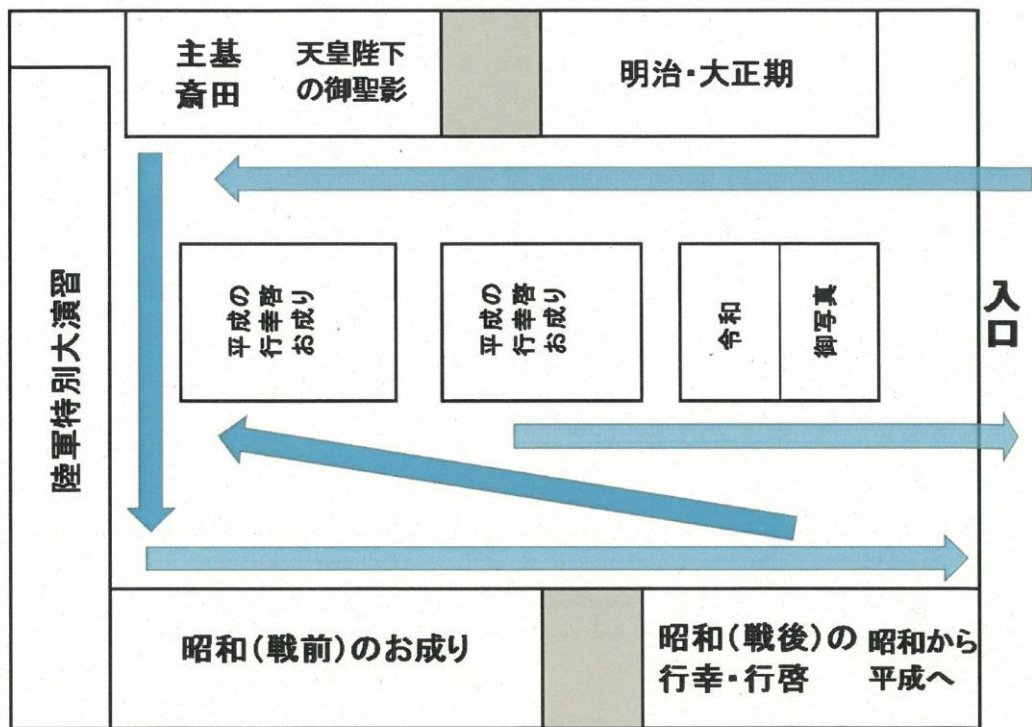 主基
斎田
天皇陛下
の御聖影
明治・大正期
陸軍特別大演習
平成の
行幸啓
お成り
平成の
行幸啓
お成り
令和
御写真
入口
昭和(戦前)のお成り
昭和(戦後)の
行幸・行啓
昭和から
平成へ